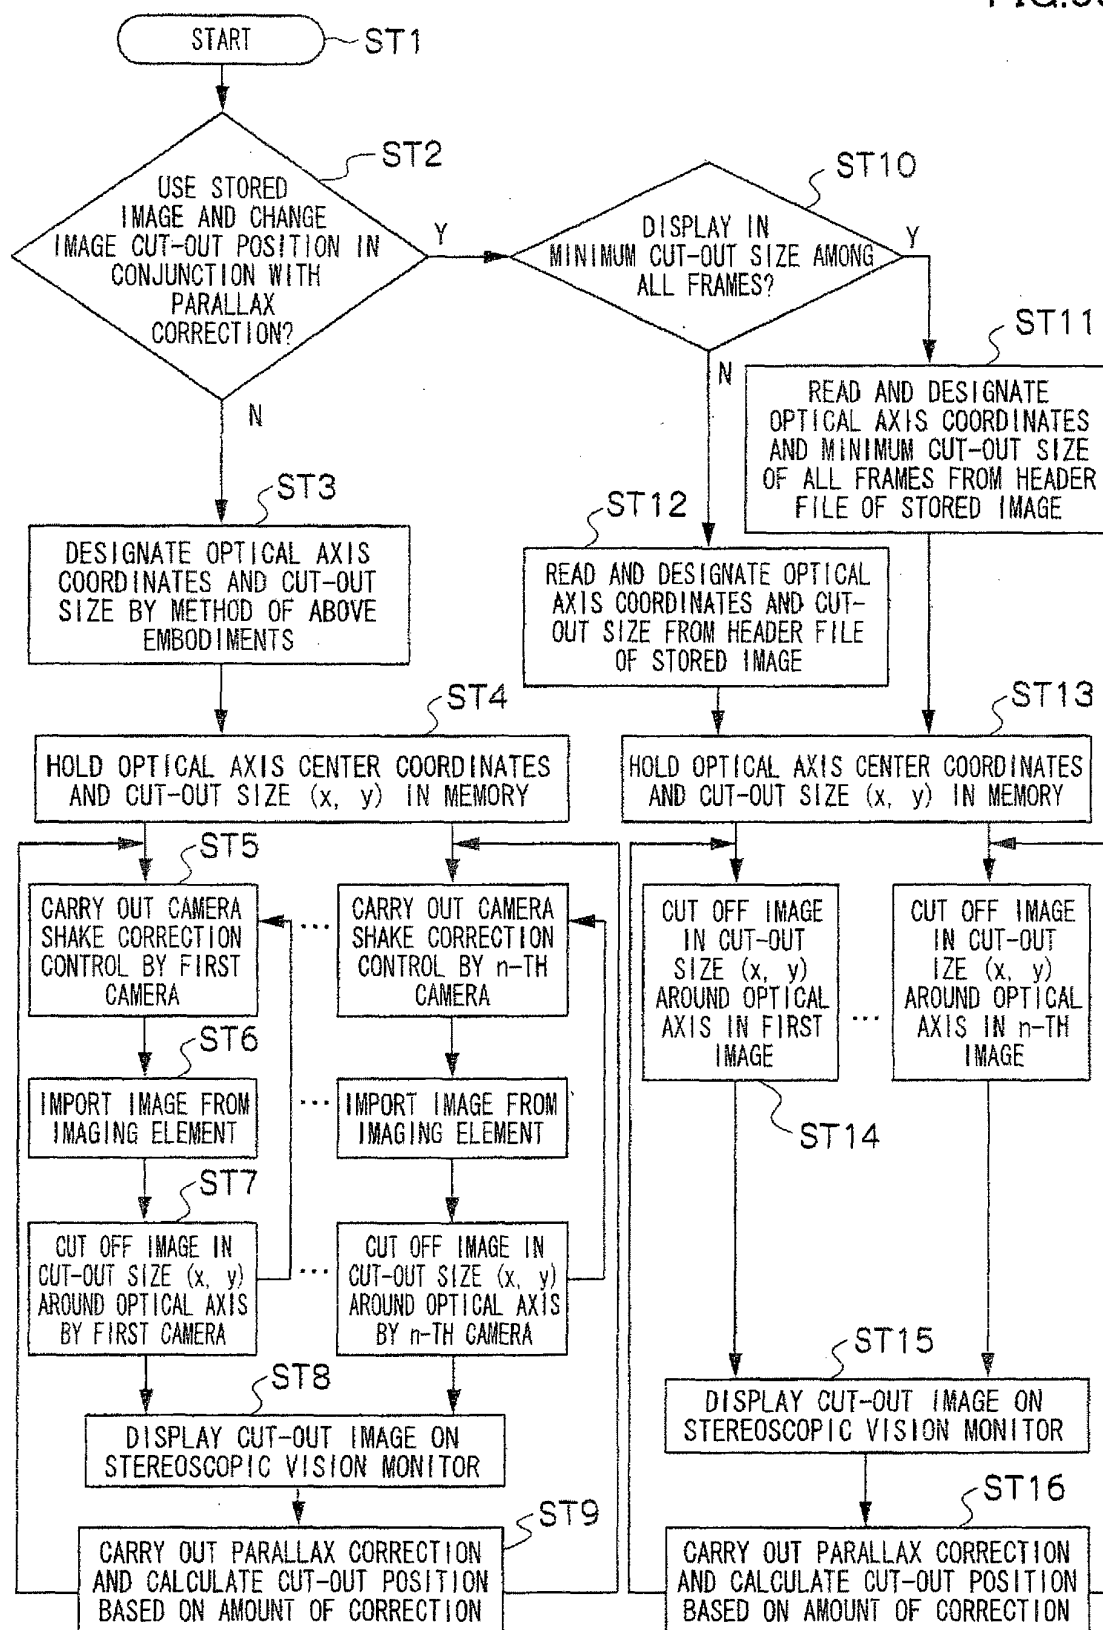 START
ST1
ST2
USE STORED
IMAGE AND CHANGE
IMAGE CUT-OUT POSITION IN
CONJUNCTION WITH
PARALLAX
CORRECTION?
Y
N
ST10
DISPLAY IN
MINIMUM CUT-OUT SIZE AMONG
ALL FRAMES?
Y
N
ST11
READ AND DESIGNATE
OPTICAL AXIS COORDINATES
AND MINIMUM CUT-OUT SIZE
OF ALL FRAMES FROM HEADER
FILE OF STORED IMAGE
ST3
DESIGNATE OPTICAL AXIS
COORDINATES AND CUT-OUT
SIZE BY METHOD OF ABOVE
EMBODIMENTS
ST12
READ AND DESIGNATE OPTICAL
AXIS COORDINATES AND CUT-
OUT SIZE FROM HEADER FILE
OF STORED IMAGE
ST4
HOLD OPTICAL AXIS CENTER COORDINATES
AND CUT-OUT SIZE (x, y) IN MEMORY
ST13
HOLD OPTICAL AXIS CENTER COORDINATES
AND CUT-OUT SIZE (x, y) IN MEMORY
ST5
CARRY OUT CAMERA
SHAKE CORRECTION
CONTROL BY FIRST
CAMERA
...
CARRY OUT CAMERA
SHAKE CORRECTION
CONTROL BY n-TH
CAMERA
ST6
IMPORT IMAGE FROM
IMAGING ELEMENT
...
IMPORT IMAGE FROM
IMAGING ELEMENT
ST7
CUT OFF IMAGE IN
CUT-OUT SIZE (x, y)
AROUND OPTICAL AXIS
BY FIRST CAMERA
...
CUT OFF IMAGE IN
CUT-OUT SIZE (x, y)
AROUND OPTICAL AXIS
BY n-TH CAMERA
ST8
DISPLAY CUT-OUT IMAGE ON
STEREOSCOPIC VISION MONITOR
ST9
CARRY OUT PARALLAX CORRECTION
AND CALCULATE CUT-OUT POSITION
BASED ON AMOUNT OF CORRECTION
CUT OFF IMAGE
IN CUT-OUT
SIZE (x, y)
AROUND OPTICAL
AXIS IN FIRST
IMAGE
...
CUT OFF IMAGE
IN CUT-OUT
IZE (x, y)
AROUND OPTICAL
AXIS IN n-TH
IMAGE
ST14
ST15
DISPLAY CUT-OUT IMAGE ON
STEREOSCOPIC VISION MONITOR
ST16
CARRY OUT PARALLAX CORRECTION
AND CALCULATE CUT-OUT POSITION
BASED ON AMOUNT OF CORRECTION